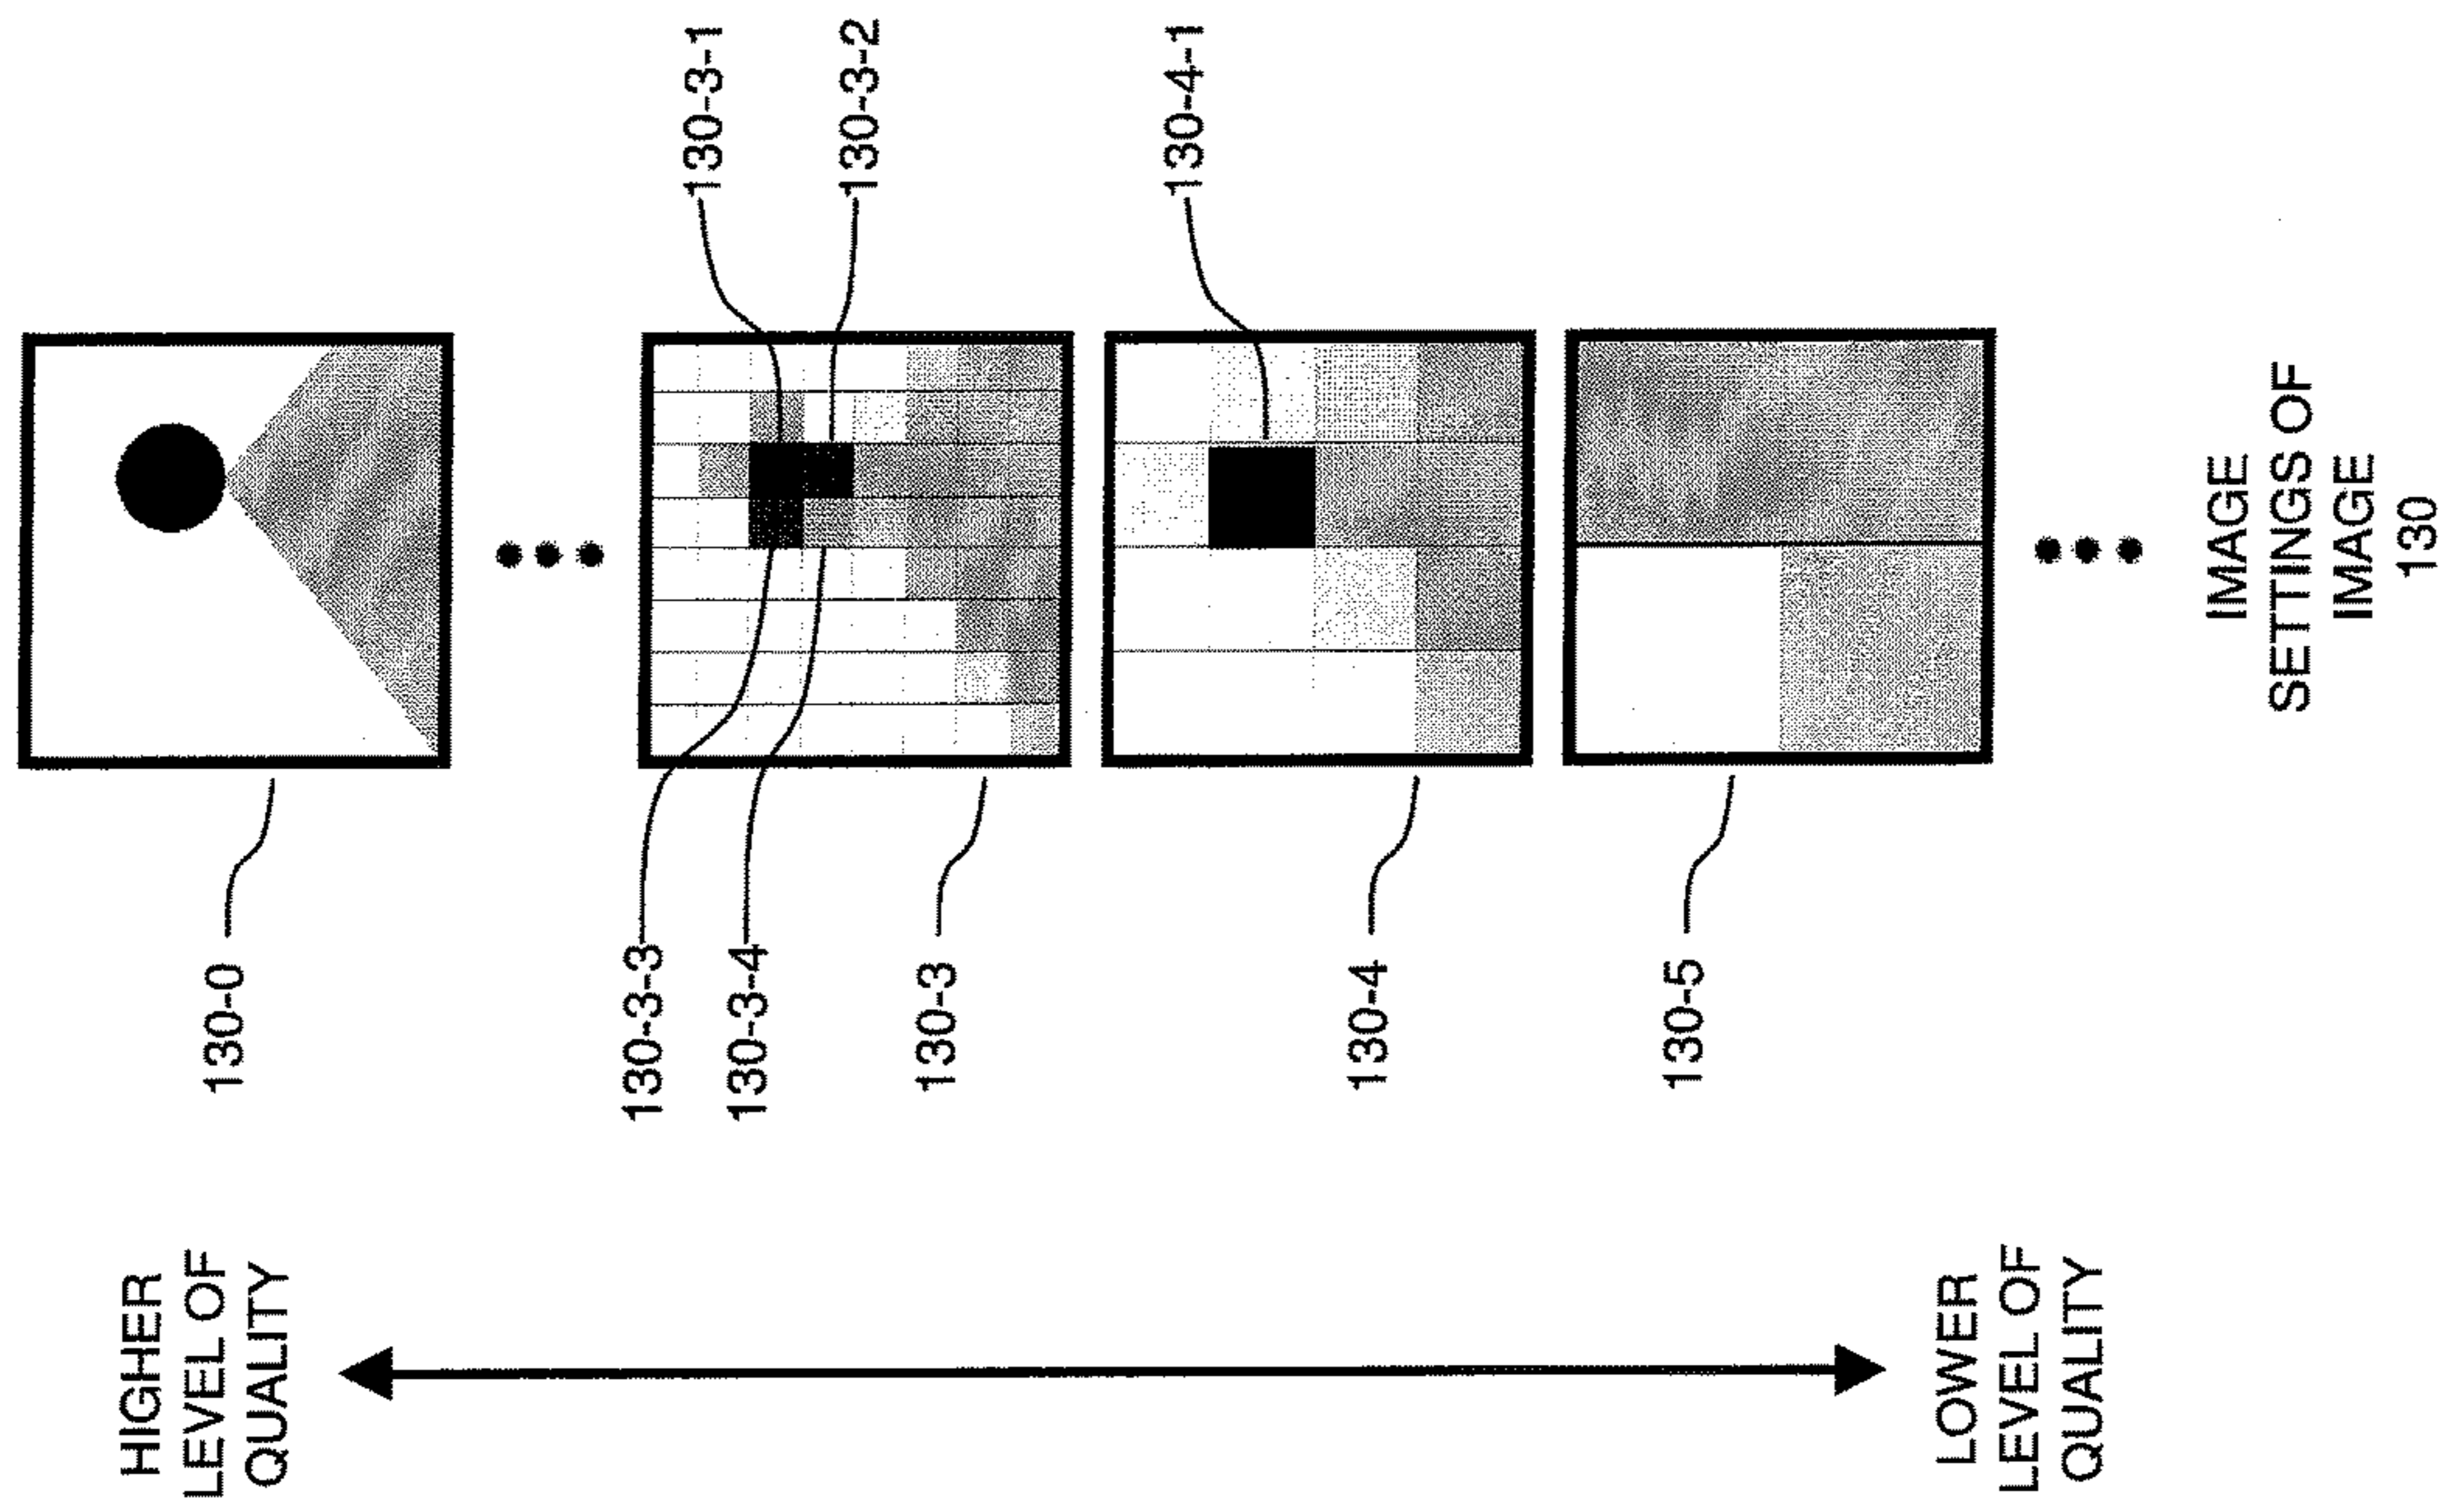 HIGHER
LEVEL OF
QUALITY
LOWER
LEVEL OF
QUALITY
130-0
130-3-3
130-3-4
130-3
130-4
130-5
130-3-1
130-3-2
130-4-1
IMAGE
SETTINGS OF
IMAGE
130